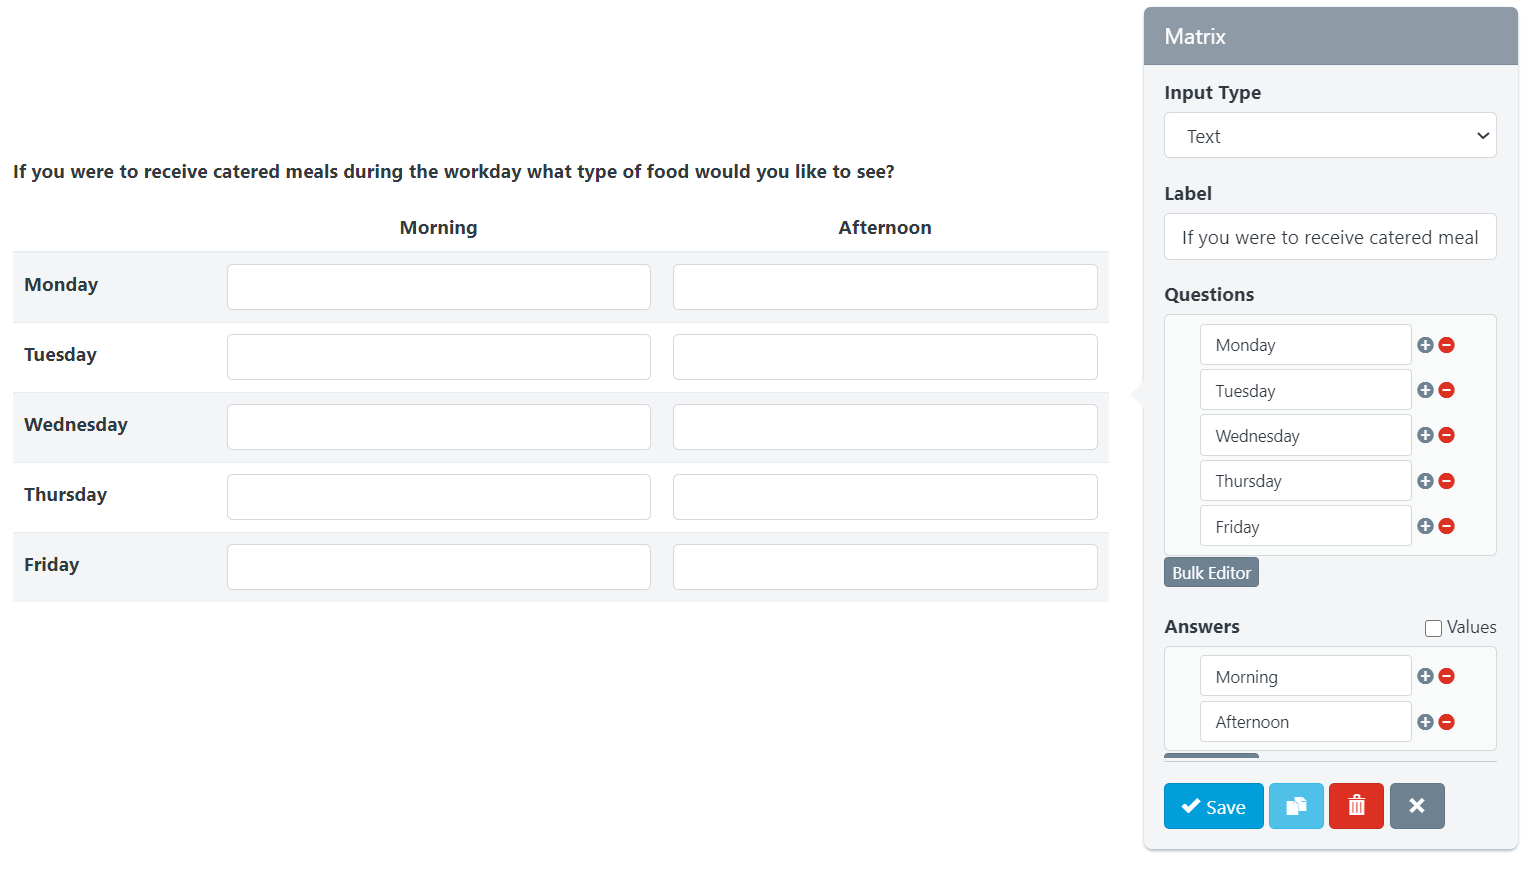 If you were to receive catered meals during the workday what type of food would you like to see?
Morning Afternoon
Monday
Tuesday
Wednesday
Thursday
Friday
Matrix
Input Type
Text
Label
If you were to receive catered meal
Questions
Monday
Tuesday
Wednesday
Thursday
Friday
Bulk Editor
Answers Values
Morning
Afternoon
Save